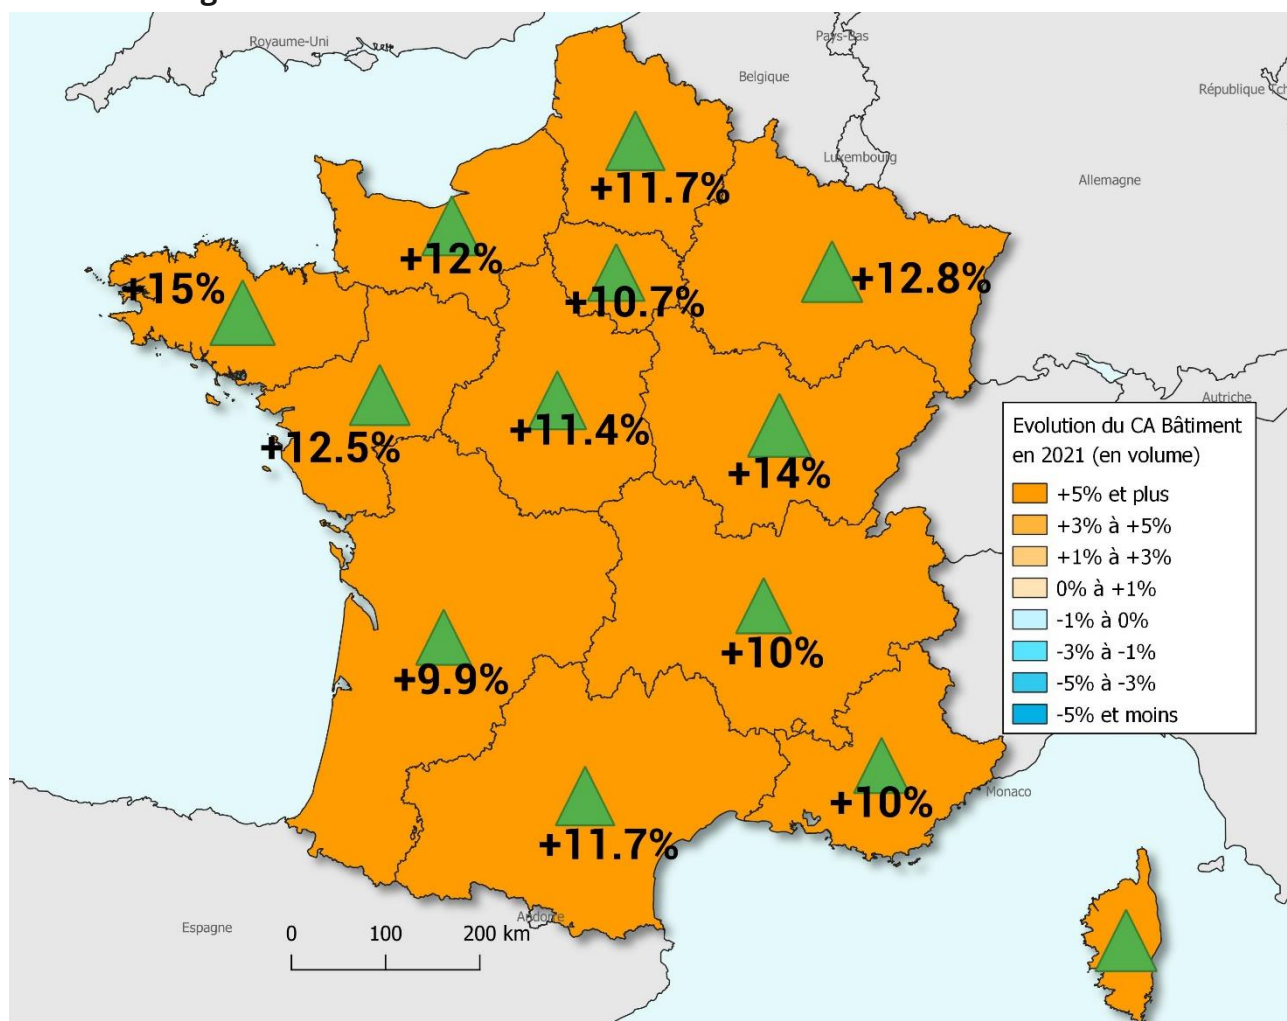 Royaume-Uni
Pays-Bas
Belgique
République Tch
Luxembourg
Allemagne
+11.7%
+12%
+15%
+10.7%
+12.8%
Autriche
+12.5%
+11.4%
+14%
Evolution du CA Bâtiment
en 2021 (en volume)
+5% et plus
+3% à +5%
+1% à +3%
0% à +1%
-1% à 0%
-3% à -1%
-5% à -3%
-5% et moins
+9.9%
+10%
+10%
Monaco
+11.7%
Andorre
Espagne
0 100 200 km